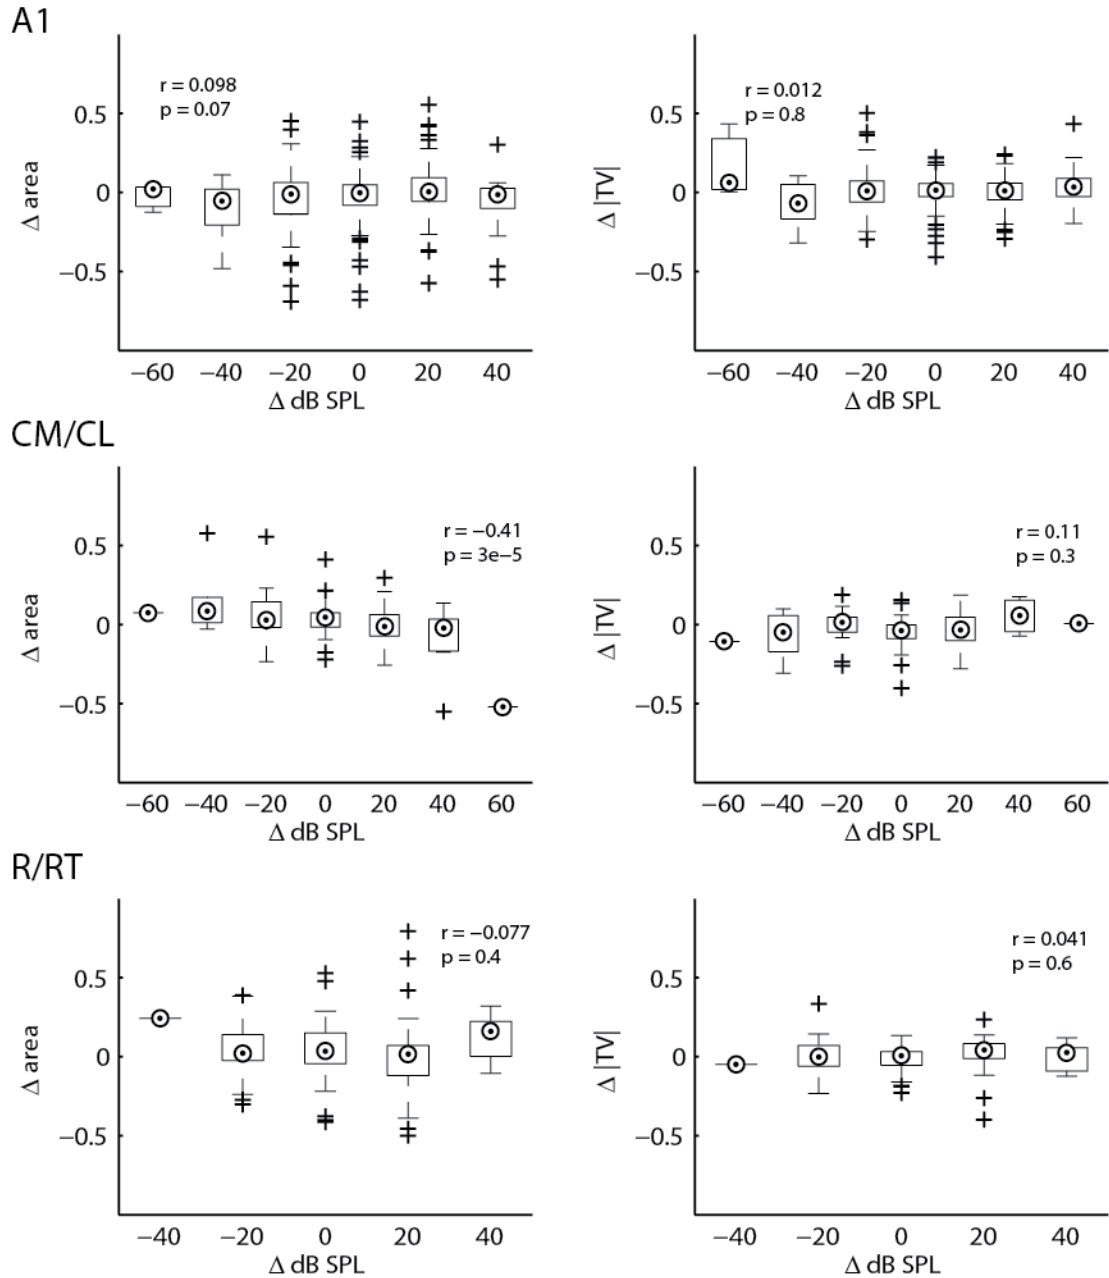 A1
r = 0.098
p = 0.07
0.5
0
−0.5
Δ area
−60 −40 −20 0 20 40
Δ dB SPL
r = 0.012
p = 0.8
0.5
0
−0.5
Δ |TV|
−60 −40 −20 0 20 40
Δ dB SPL
CM/CL
r = −0.41
p = 3e−5
0.5
0
−0.5
Δ area
−60 −40 −20 0 20 40 60
Δ dB SPL
r = 0.11
p = 0.3
0.5
0
−0.5
Δ |TV|
−60 −40 −20 0 20 40 60
Δ dB SPL
R/RT
r = −0.077
p = 0.4
0.5
0
−0.5
Δ area
−40 −20 0 20 40
Δ dB SPL
r = 0.041
p = 0.6
0.5
0
−0.5
Δ |TV|
−40 −20 0 20 40
Δ dB SPL